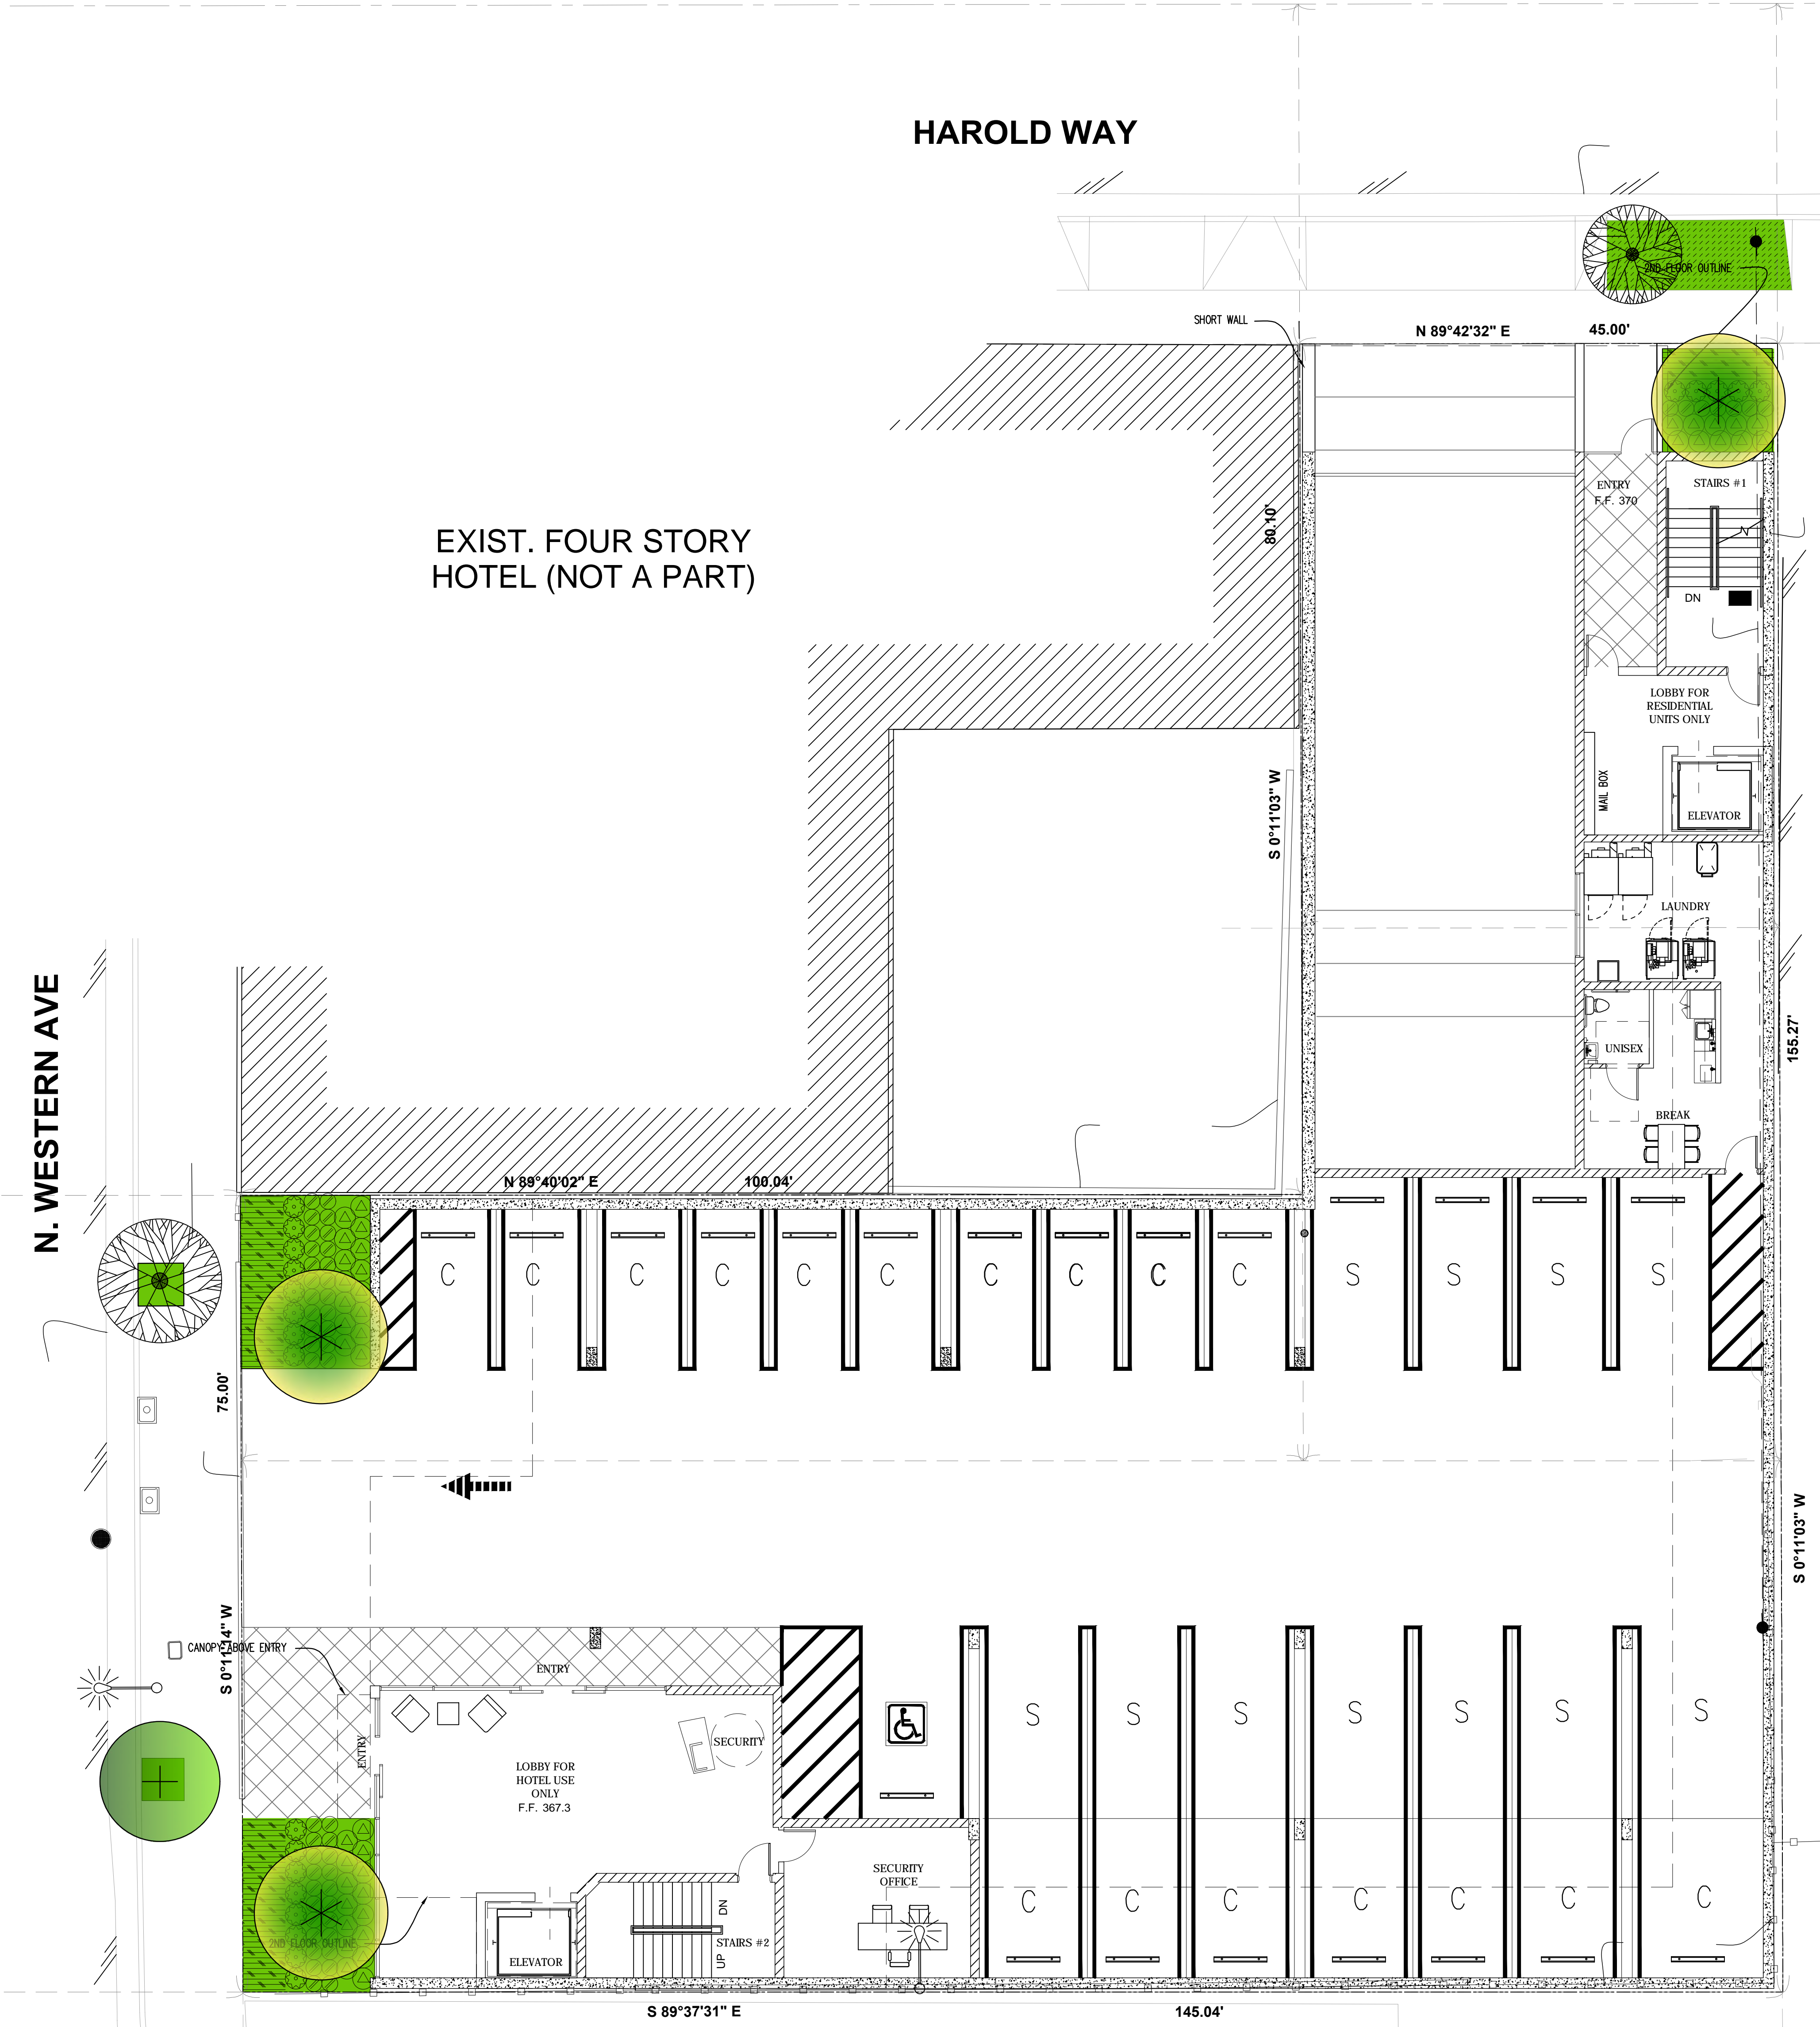 HAROLD WAY
2ND FLOOR OUTLINE
SHORT WALL
N 89°42'32" E
45.00'
EXIST. FOUR STORY
HOTEL (NOT A PART)
80.10'
ENTRY
F.F. 370
STAIRS #1
DN
LOBBY FOR
RESIDENTIAL
UNITS ONLY
S 0°11'03" W
MAIL BOX
ELEVATOR
LAUNDRY
N. WESTERN AVE
UNISEX
155.27'
BREAK
N 89°40'02" E
100.04'
C
C
C
C
C
C
C
C
C
C
S
S
S
S
75.00'
S 0°11'03" W
S 0°11'14" W
CANOPY ABOVE ENTRY
ENTRY
ENTRY
SECURITY
LOBBY FOR
HOTEL USE
ONLY
F.F. 367.3
S
S
S
S
S
S
S
SECURITY
OFFICE
C
C
C
C
C
C
C
DN
UP
STAIRS #2
2ND FLOOR OUTLINE
ELEVATOR
S 89°37'31" E
145.04'